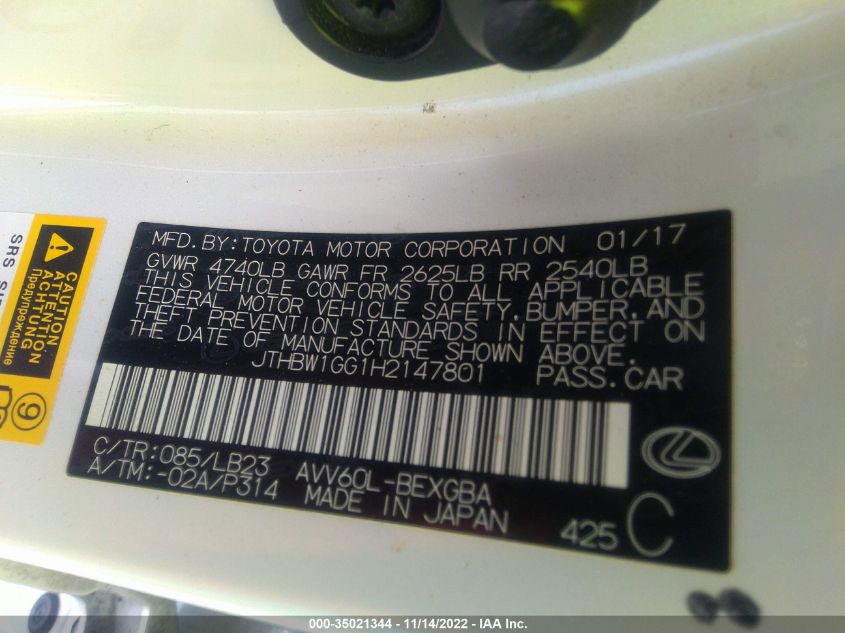 MFD.BY:TOYOTA MOTOR CORPORATION 01/17
GVWR 4740LB GAWR FR 2625LB RR 2540LB
THIS VEHICLE CONFORMS TO ALL APPLICABLE
FEDERAL MOTOR VEHICLE SAFETY,BUMPER,AND
THEFT PREVENTION STANDARDS IN EFFECT ON
THE DATE OF MANUFACTURE SHOWN ABOVE.
JTHBW1GG1H2147801 PASS.CAR
C/TR:085/LB23 AVV60L-BEXGBA
A/TM:-02A/P314 MADE IN JAPAN
425 C
CAUTION
ATTENTION
ACHTUNG
Предупреждение
9
SRS
000-35021344 - 11/14/2022 - IAA Inc.